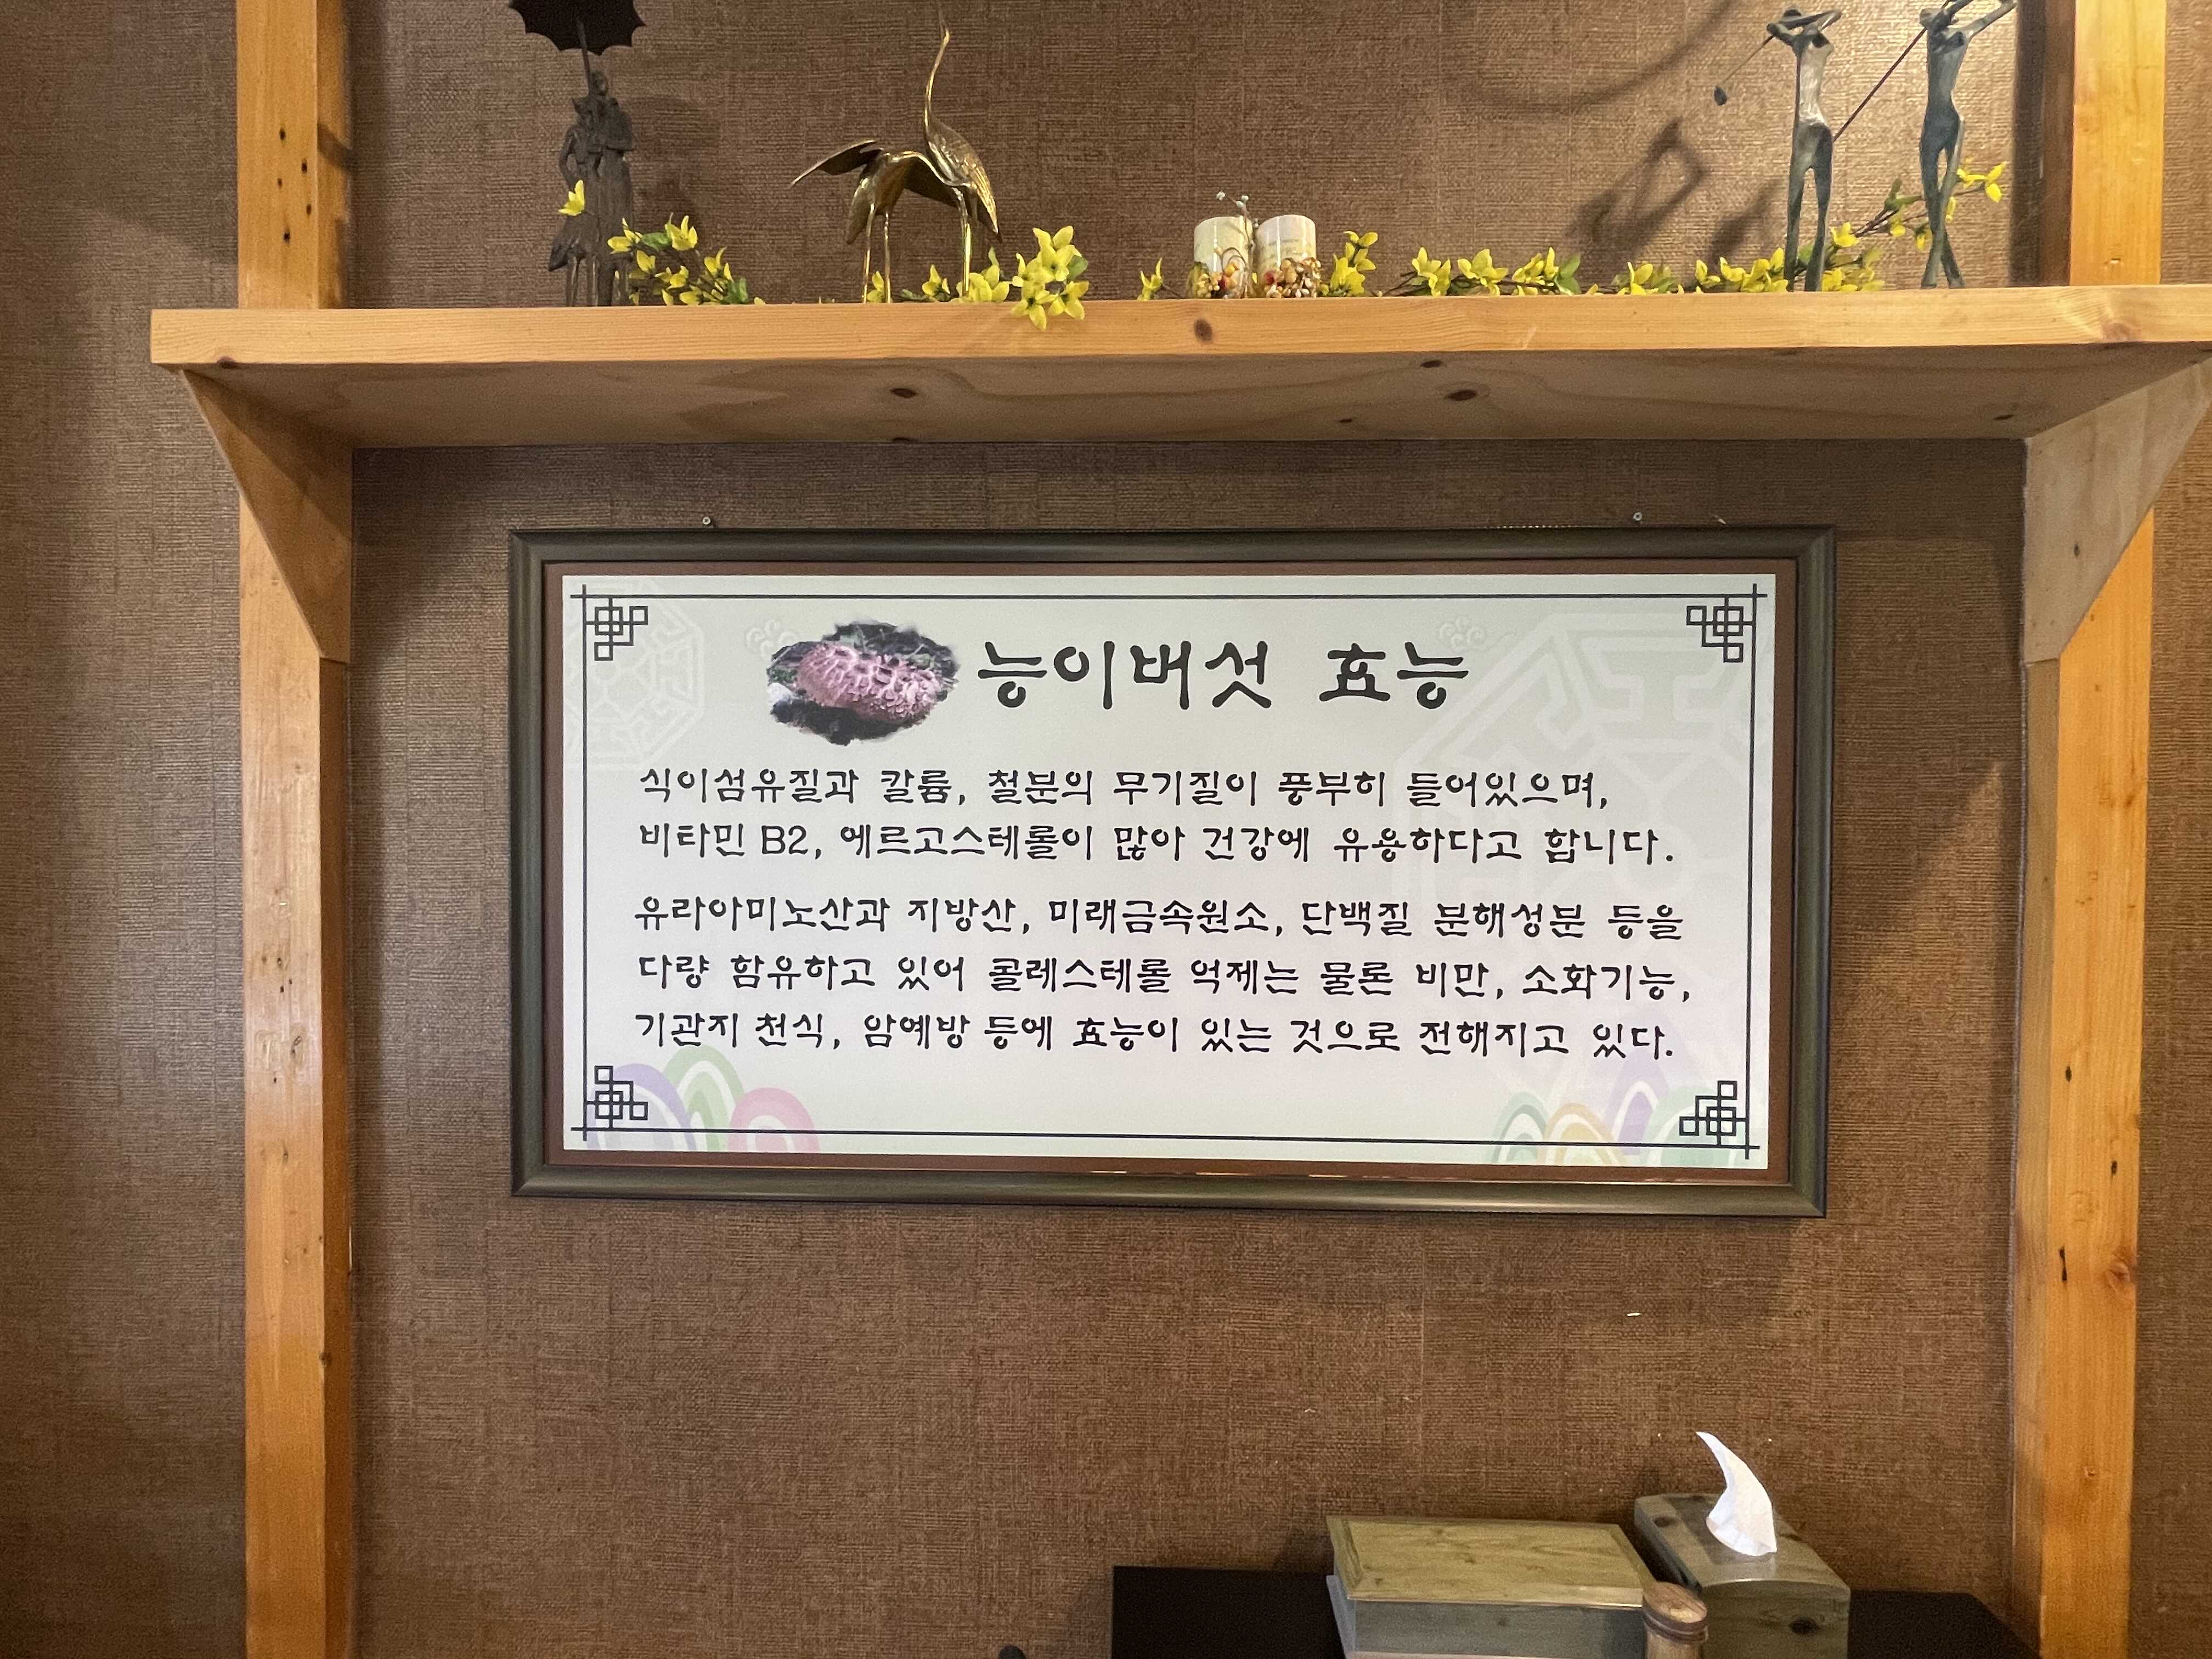 능이버섯 효능
식이섬유질과 칼륨, 철분의 무기질이 풍부히 들어있으며,
비타민 B2, 에르고스테롤이 많아 건강에 유용하다고 합니다.
유리아미노산과 지방산, 미래금속원소, 단백질 분해성분 등을
다량 함유하고 있어 콜레스테롤 억제는 물론 비만, 소화기능,
기관지 천식, 암예방 등에 효능이 있는 것으로 전해지고 있다.